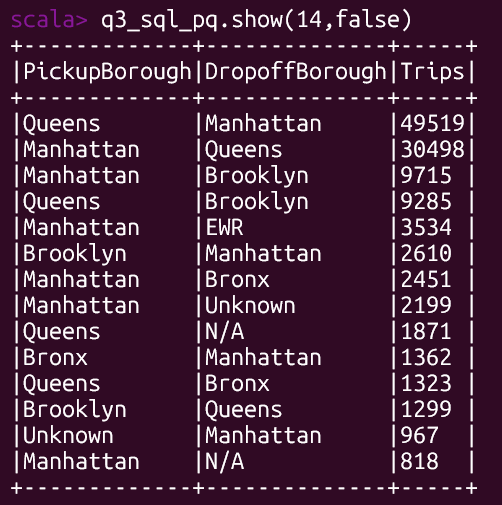 scala> q3_sql_pq.show(14,false)
+-------------+--------------+-----+
|PickupBorough|DropoffBorough|Trips|
+-------------+--------------+-----+
|Queens       |Manhattan     |49519|
|Manhattan    |Queens        |30498|
|Manhattan    |Brooklyn      |9715 |
|Queens       |Brooklyn      |9285 |
|Manhattan    |EWR           |3534 |
|Brooklyn     |Manhattan     |2610 |
|Manhattan    |Bronx         |2451 |
|Manhattan    |Unknown       |2199 |
|Queens       |N/A           |1871 |
|Bronx        |Manhattan     |1362 |
|Queens       |Bronx         |1323 |
|Brooklyn     |Queens        |1299 |
|Unknown      |Manhattan     |967  |
|Manhattan    |N/A           |818  |
+-------------+--------------+-----+